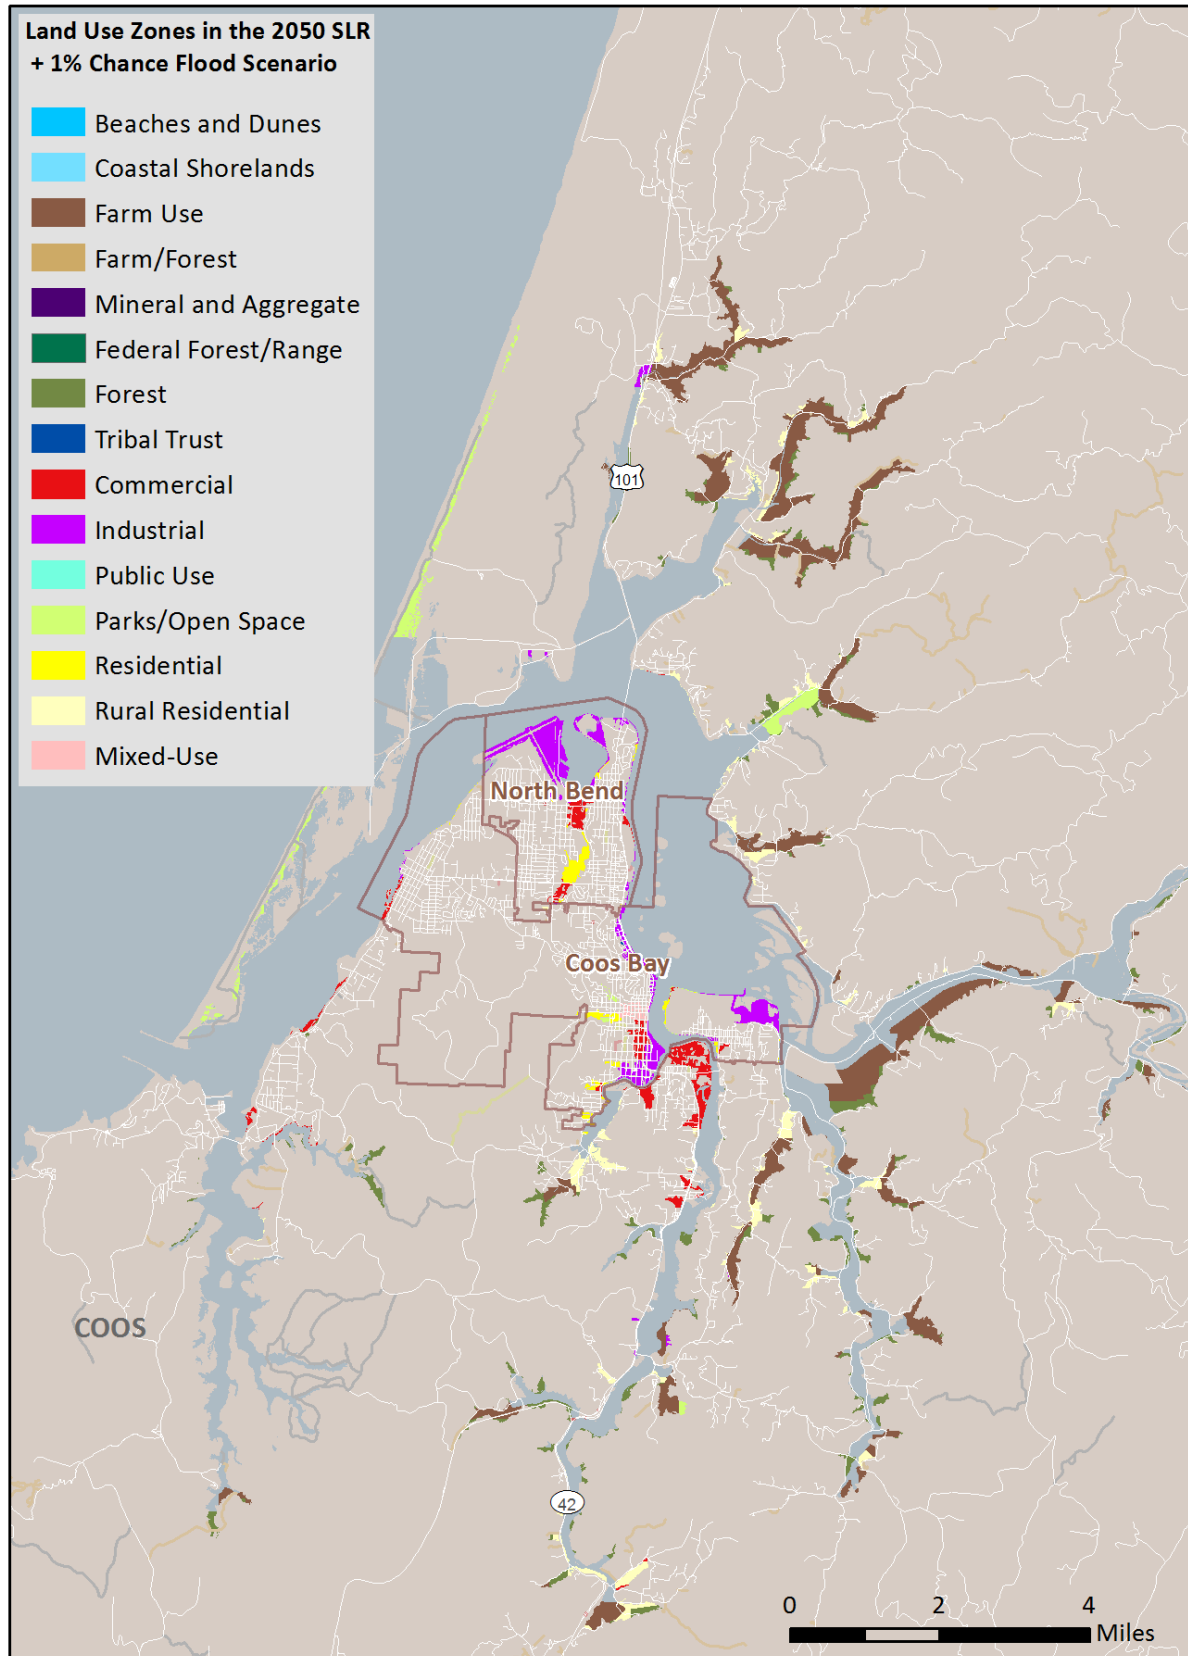 Land Use Zones in the 2050 SLR
+ 1% Chance Flood Scenario
Beaches and Dunes
Coastal Shorelands
Farm Use
Farm/Forest
Mineral and Aggregate
Federal Forest/Range
Forest
Tribal Trust
Commercial
Industrial
Public Use
Parks/Open Space
Residential
Rural Residential
Mixed-Use
101
North Bend
Coos Bay
COOS
42
0 2 4
Miles